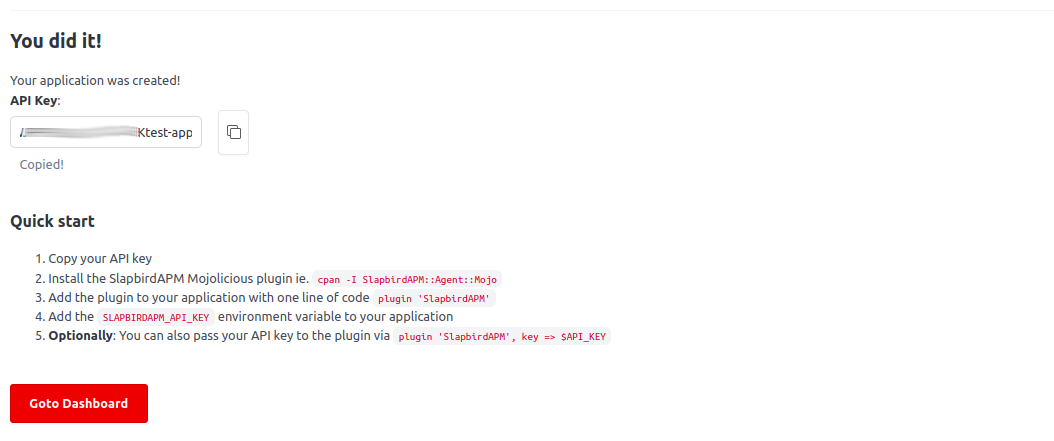 You did it!
Your application was created!
API Key:
Ktest-app
Copied!
Quick start
1. Copy your API key
2. Install the SlapbirdAPM Mojolicious plugin ie. cpan -I SlapbirdAPM::Agent::Mojo
3. Add the plugin to your application with one line of code plugin 'SlapbirdAPM'
4. Add the SLAPBIRDAPM_API_KEY environment variable to your application
5. Optionally: You can also pass your API key to the plugin via plugin 'SlapbirdAPM', key => $API_KEY
Goto Dashboard